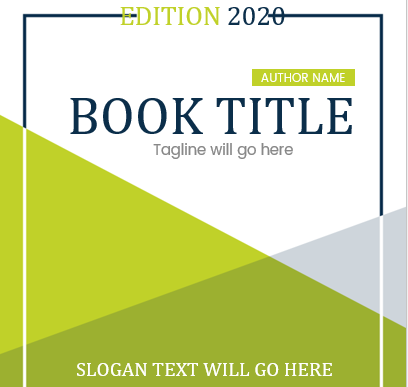 EDITION 2020
AUTHOR NAME
BOOK TITLE
Tagline will go here
SLOGAN TEXT WILL GO HERE